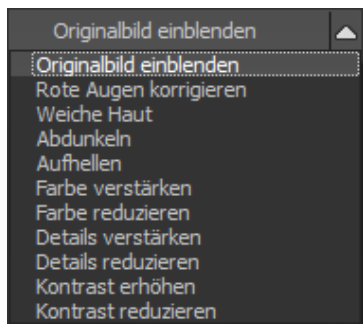 Originalbild einblenden
Originalbild einblenden
Rote Augen korrigieren
Weiche Haut
Abdunkeln
Aufhellen
Farbe verstärken
Farbe reduzieren
Details verstärken
Details reduzieren
Kontrast erhöhen
Kontrast reduzieren